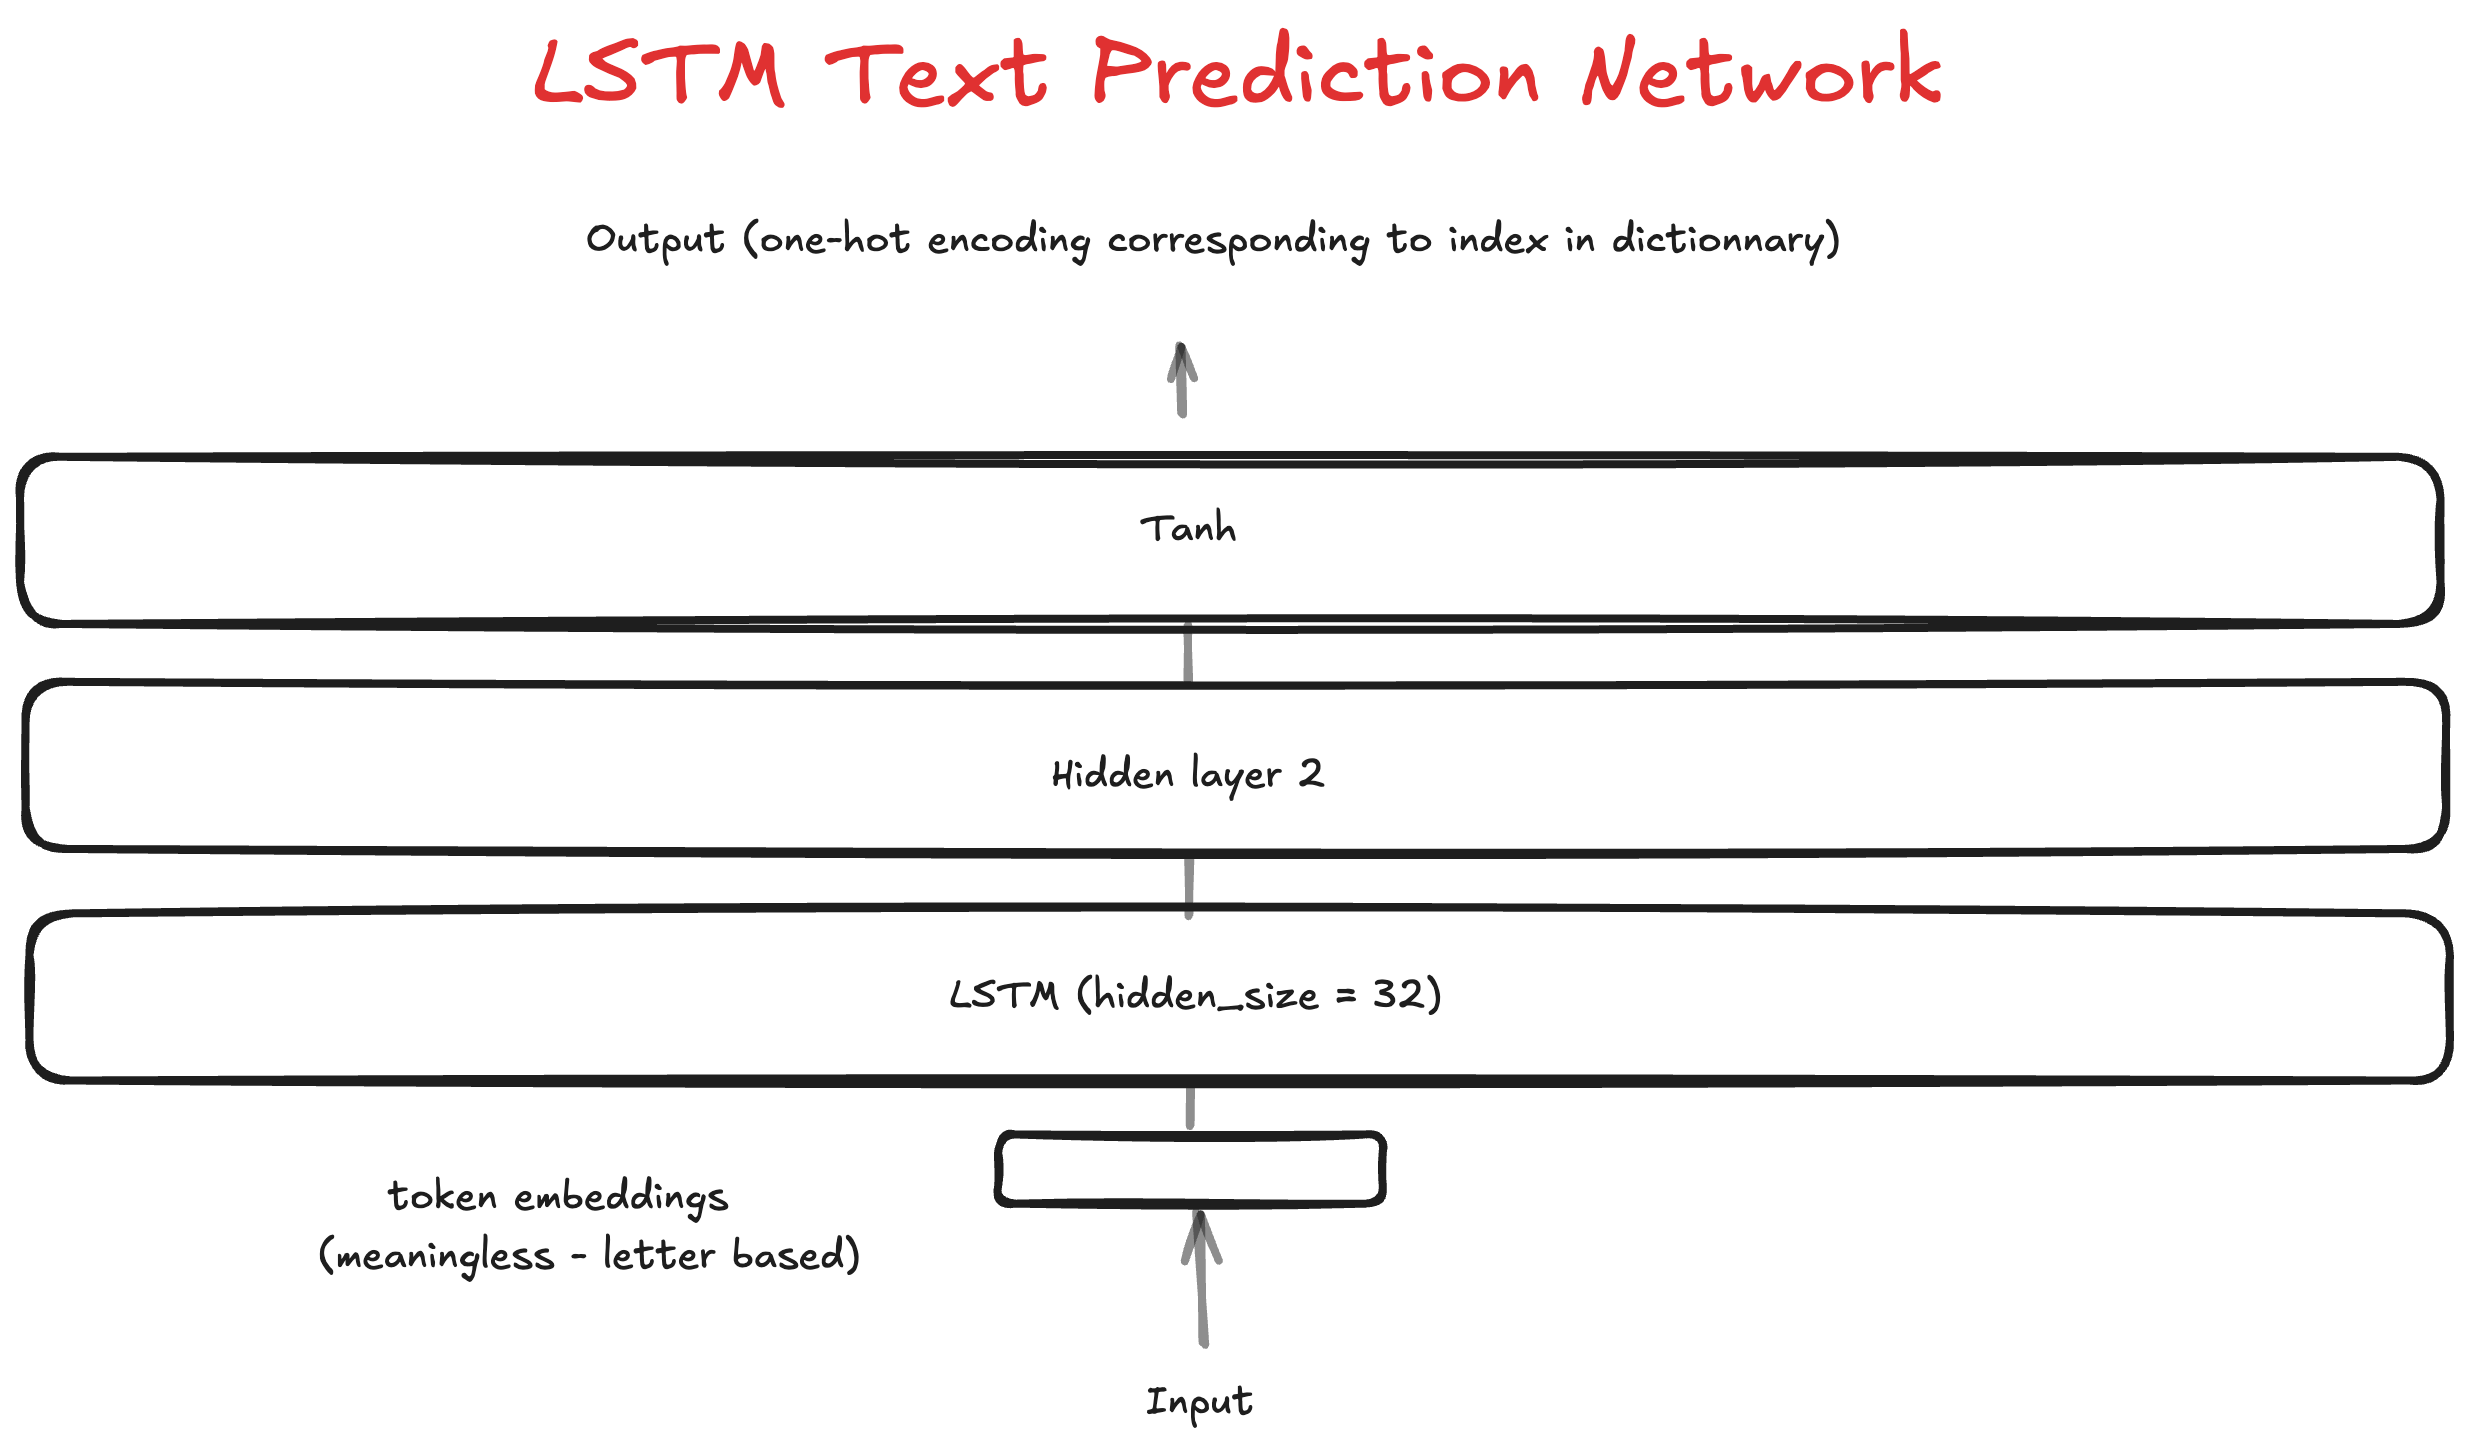 LSTM Text Prediction Network
Output (one-hot encoding corresponding to index in dictionnary)
Tanh
Hidden layer 2
LSTM (hidden_size = 32)
token embeddings
(meaningless - letter based)
Input